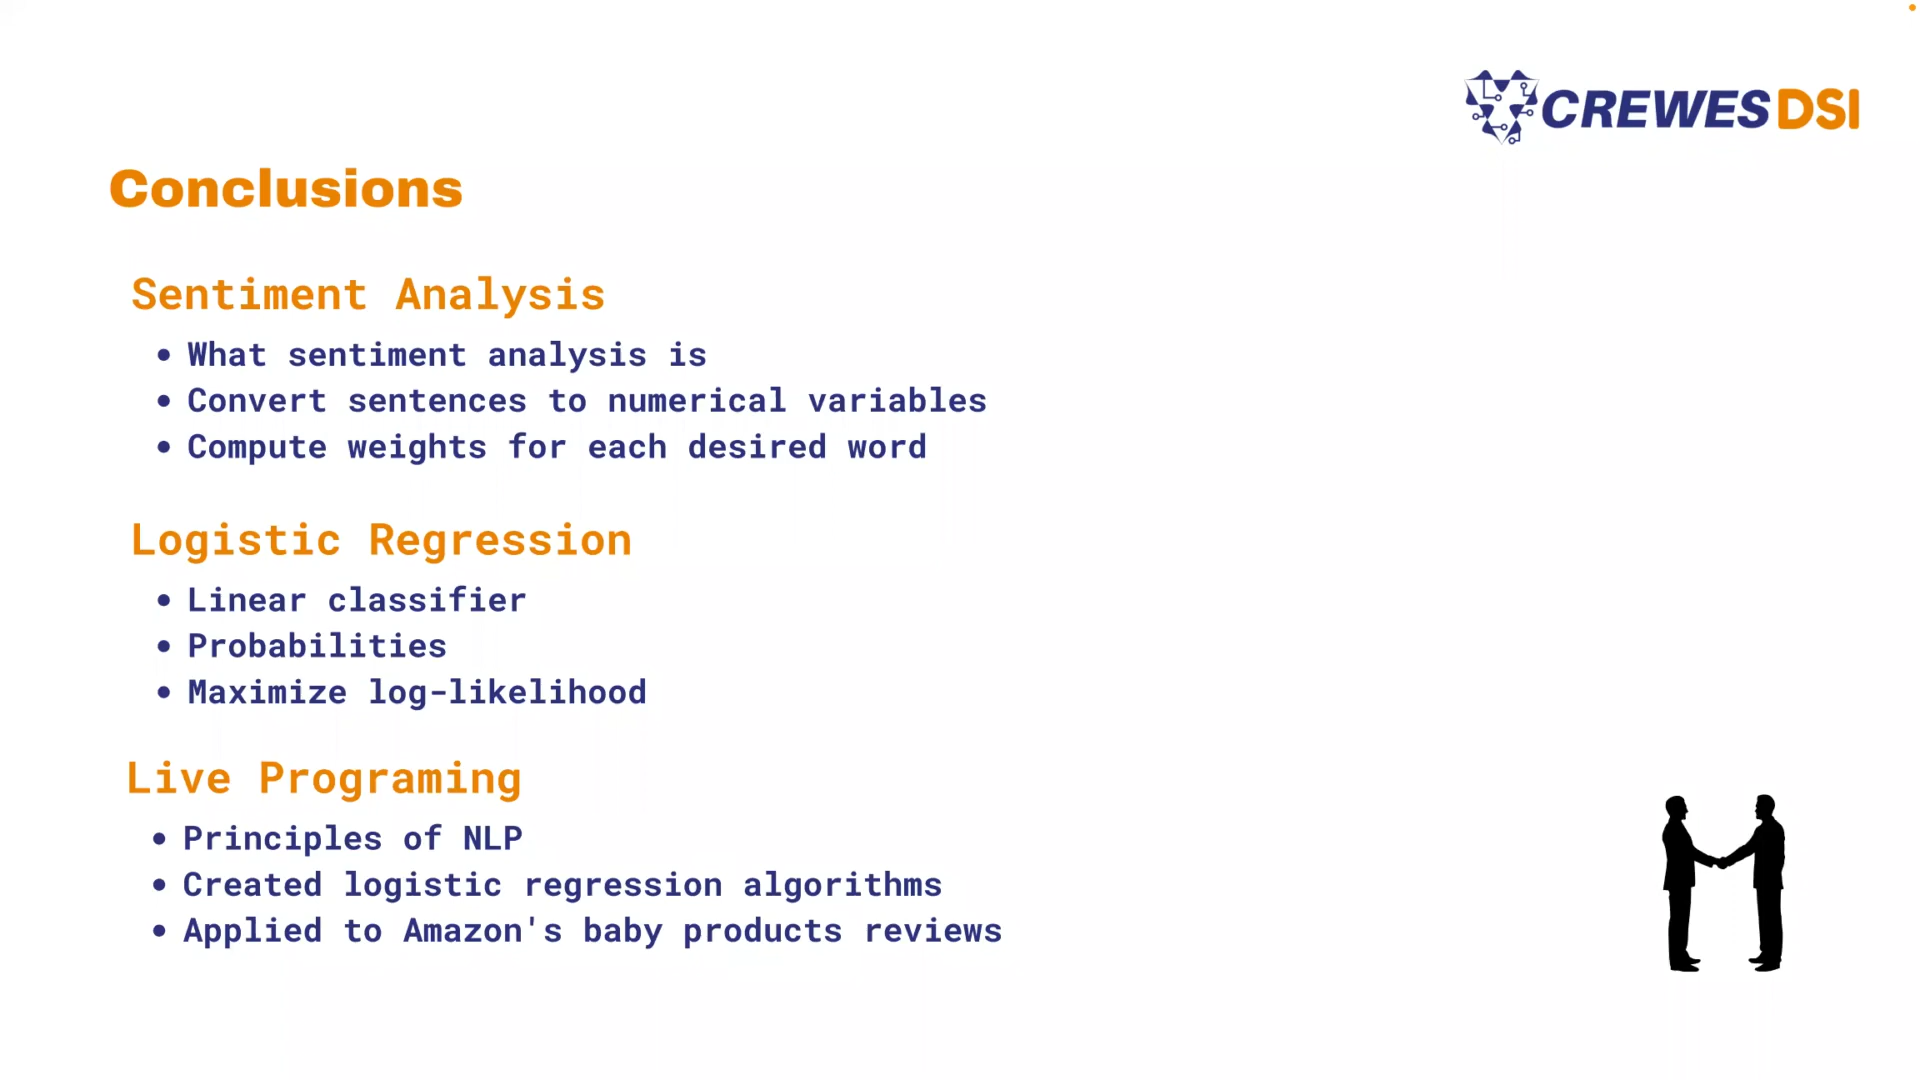 CREWES DSI
Conclusions
Sentiment Analysis
• What sentiment analysis is
• Convert sentences to numerical variables
• Compute weights for each desired word
Logistic Regression
• Linear classifier
• Probabilities
• Maximize log-likelihood
Live Programing
• Principles of NLP
• Created logistic regression algorithms
• Applied to Amazon's baby products reviews